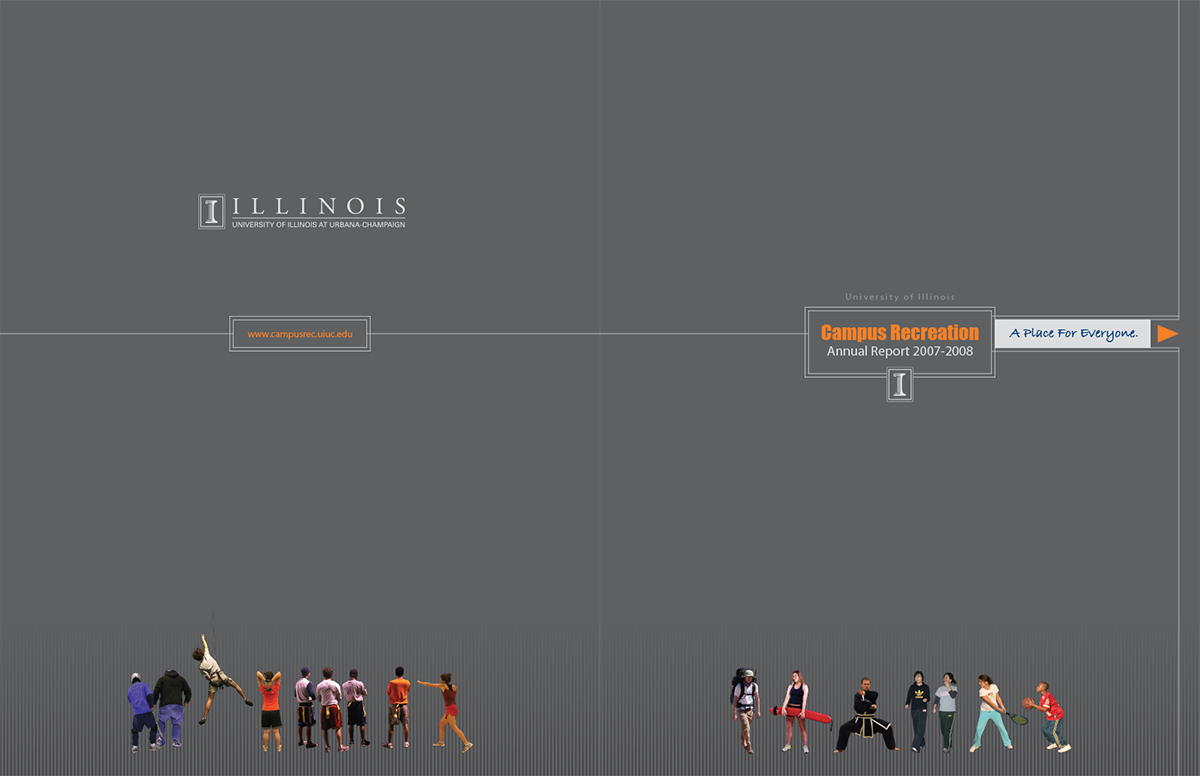 I ILLINOIS
UNIVERSITY OF ILLINOIS AT URBANA-CHAMPAIGN
www.campusrec.uiuc.edu
University of Illinois
Campus Recreation
Annual Report 2007-2008
I
A Place For Everyone.